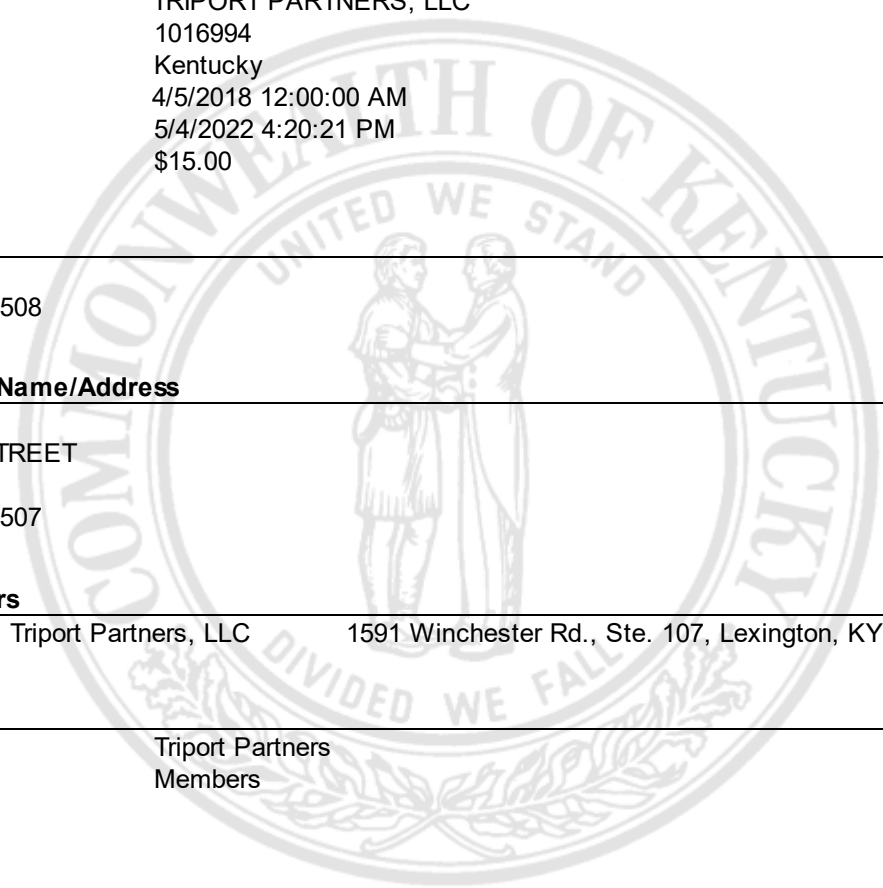 TRIPORT PARTNERS, LLC
1016994
Kentucky
4/5/2018 12:00:00 AM
5/4/2022 4:20:21 PM
$15.00
COMMONWEALTH OF KENTUCKY
UNITED WE STAND
508
Name/Address
TREET
507
rs
Triport Partners, LLC 1591 Winchester Rd., Ste. 107, Lexington, KY
DIVIDED WE FALL
Triport Partners
Members